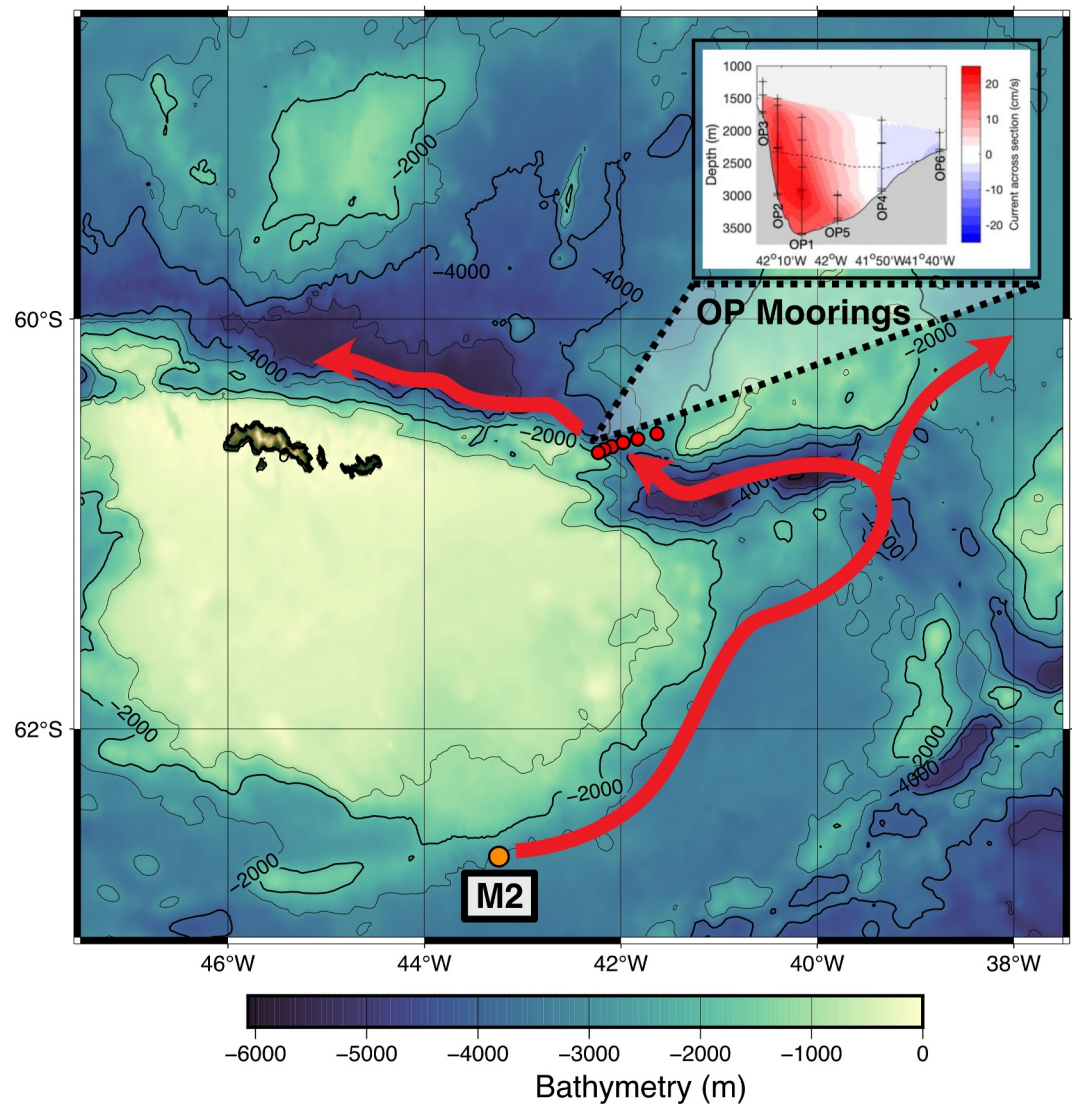 1000
1500
2000
2500
3000
3500
Depth (m)
OP3
OP2
OP1
OP5
OP4
OP6
42°10'W 42°W 41°50'W 41°40'W
20
10
0
-10
-20
Current across section (cm/s)
OP Moorings
−2000
−4000
−4000
−4000
−2000
−2000
−4000
−2000
−2000
−2000
−4000
−2000
M2
60°S
62°S
46°W 44°W 42°W 40°W 38°W
−6000 −5000 −4000 −3000 −2000 −1000 0
Bathymetry (m)